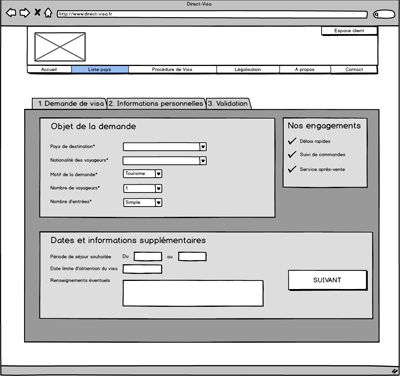 Direct-Visa
http://www.direct-visa.fr
Espace client
Accueil Liste pays Procédure de Visa Légalisation A propos Contact
1. Demande de visa 2. Informations personnelles 3. Validation
Objet de la demande
Pays de destination*
Nationalité des voyageurs*
Motif de la demande* Tourisme
Nombre de voyageurs* 1
Nombre d'entrées* Simple
Nos engagements
Délais rapides
Suivi de commandes
Service après-vente
Dates et informations supplémentaires
Période de séjour souhaitée Du au
Date limite d'obtention du visa
Renseignements éventuels
SUIVANT